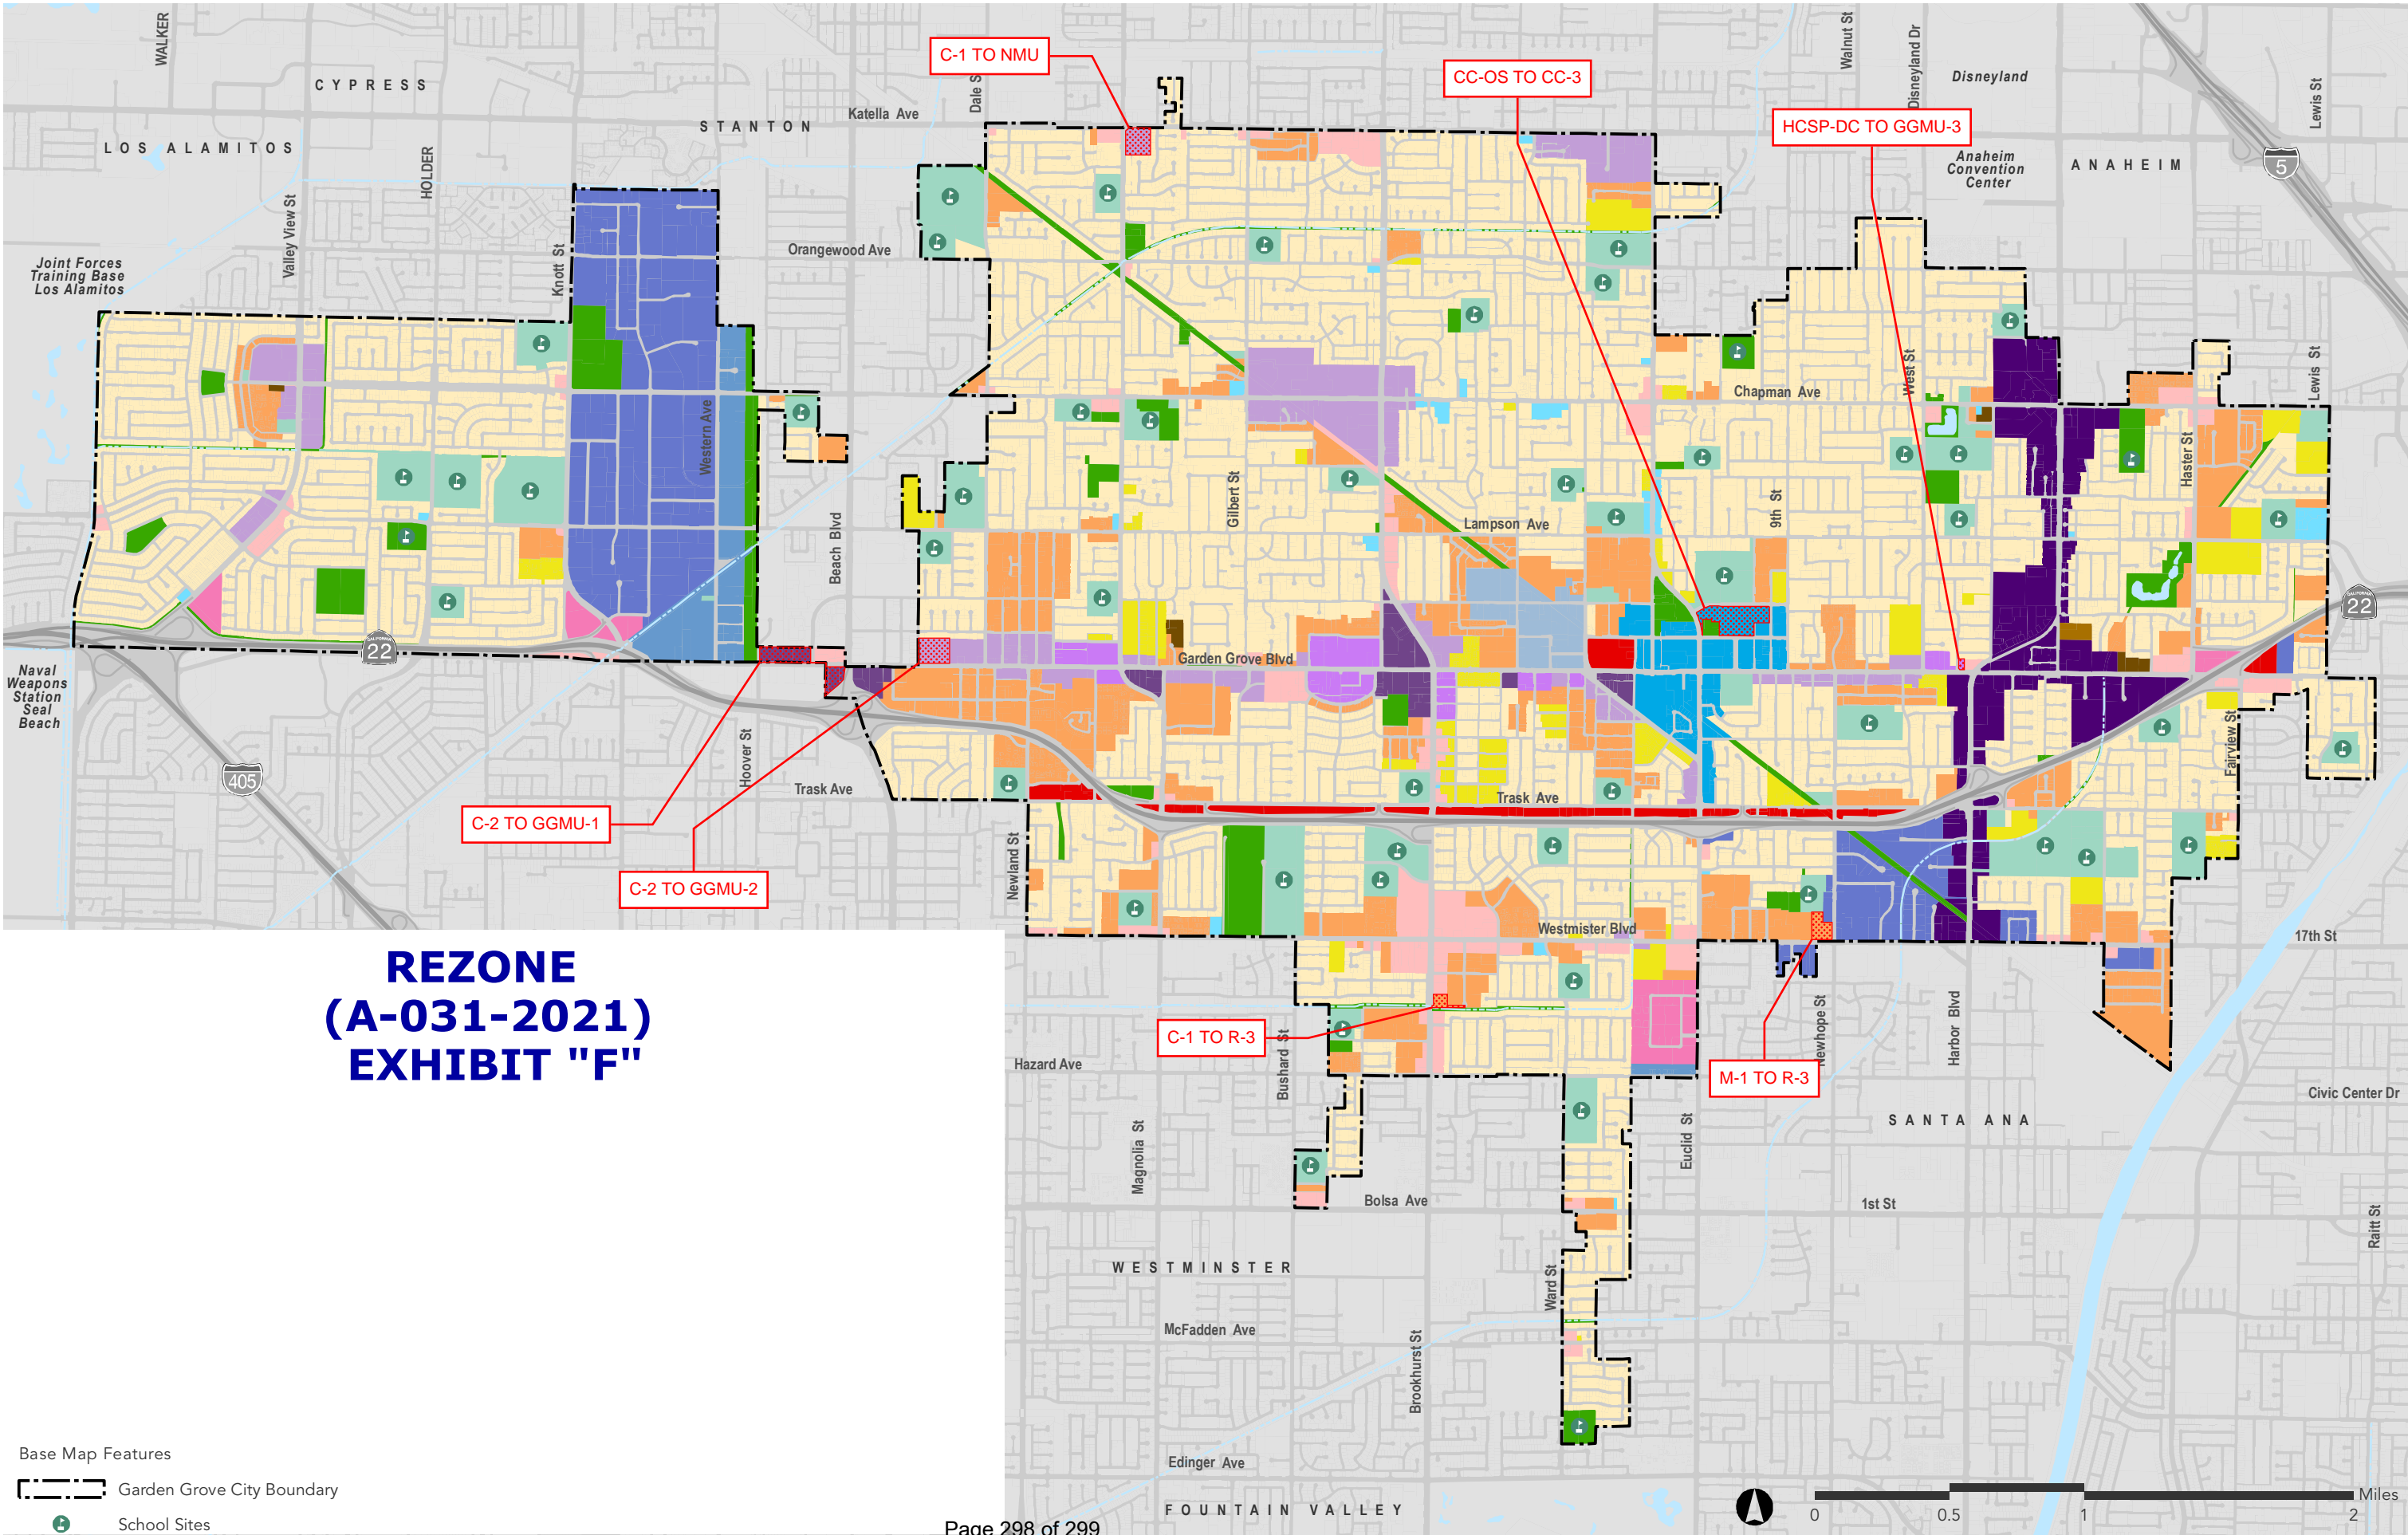 WALKER
CYPRESS
LOS ALAMITOS
HOLDER
STANTON
Katella Ave
Dale S
C-1 TO NMU
CC-OS TO CC-3
HCSP-DC TO GGMU-3
Walnut St
Disneyland Dr
Disneyland
Anaheim
Convention
Center
ANAHEIM
Lewis St
5
Joint Forces
Training Base
Los Alamitos
Valley View St
Knott St
Orangewood Ave
Western Ave
Chapman Ave
West St
Lewis St
Haster St
Beach Blvd
Gilbert St
Lampson Ave
9th St
22
22
Naval
Weapons
Station
Seal
Beach
Garden Grove Blvd
405
Hoover St
Trask Ave
Trask Ave
Fairview St
C-2 TO GGMU-1
C-2 TO GGMU-2
Newland St
Westmister Blvd
17th St
REZONE
(A-031-2021)
EXHIBIT "F"
C-1 TO R-3
M-1 TO R-3
Hazard Ave
Bushard St
Newhope St
Harbor Blvd
Civic Center Dr
SANTA ANA
Magnolia St
Euclid St
Bolsa Ave
1st St
Raitt St
WESTMINSTER
Ward St
McFadden Ave
Brookhurst St
Edinger Ave
FOUNTAIN VALLEY
Base Map Features
Garden Grove City Boundary
School Sites
Page 298 of 299
Miles
0 0.5 1 2